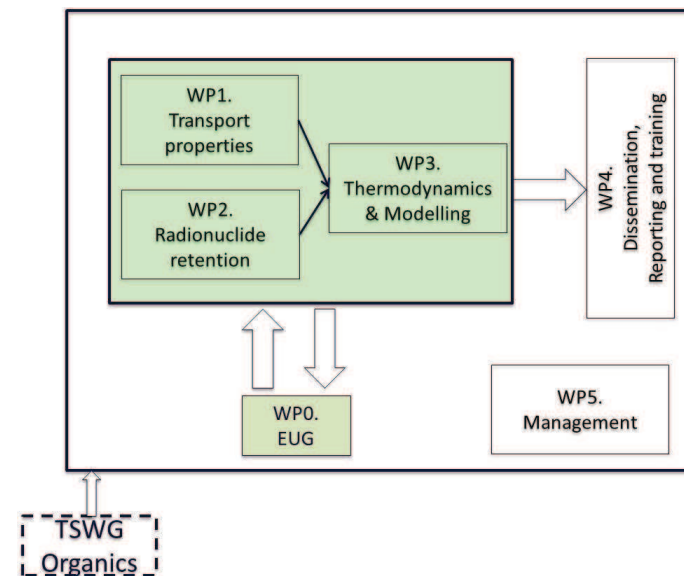 WP1.
Transport
properties
WP2.
Radionuclide
retention
WP3.
Thermodynamics
& Modelling
WP4.
Dissemination,
Reporting and training
WP0.
EUG
WP5.
Management
TSWG
Organics